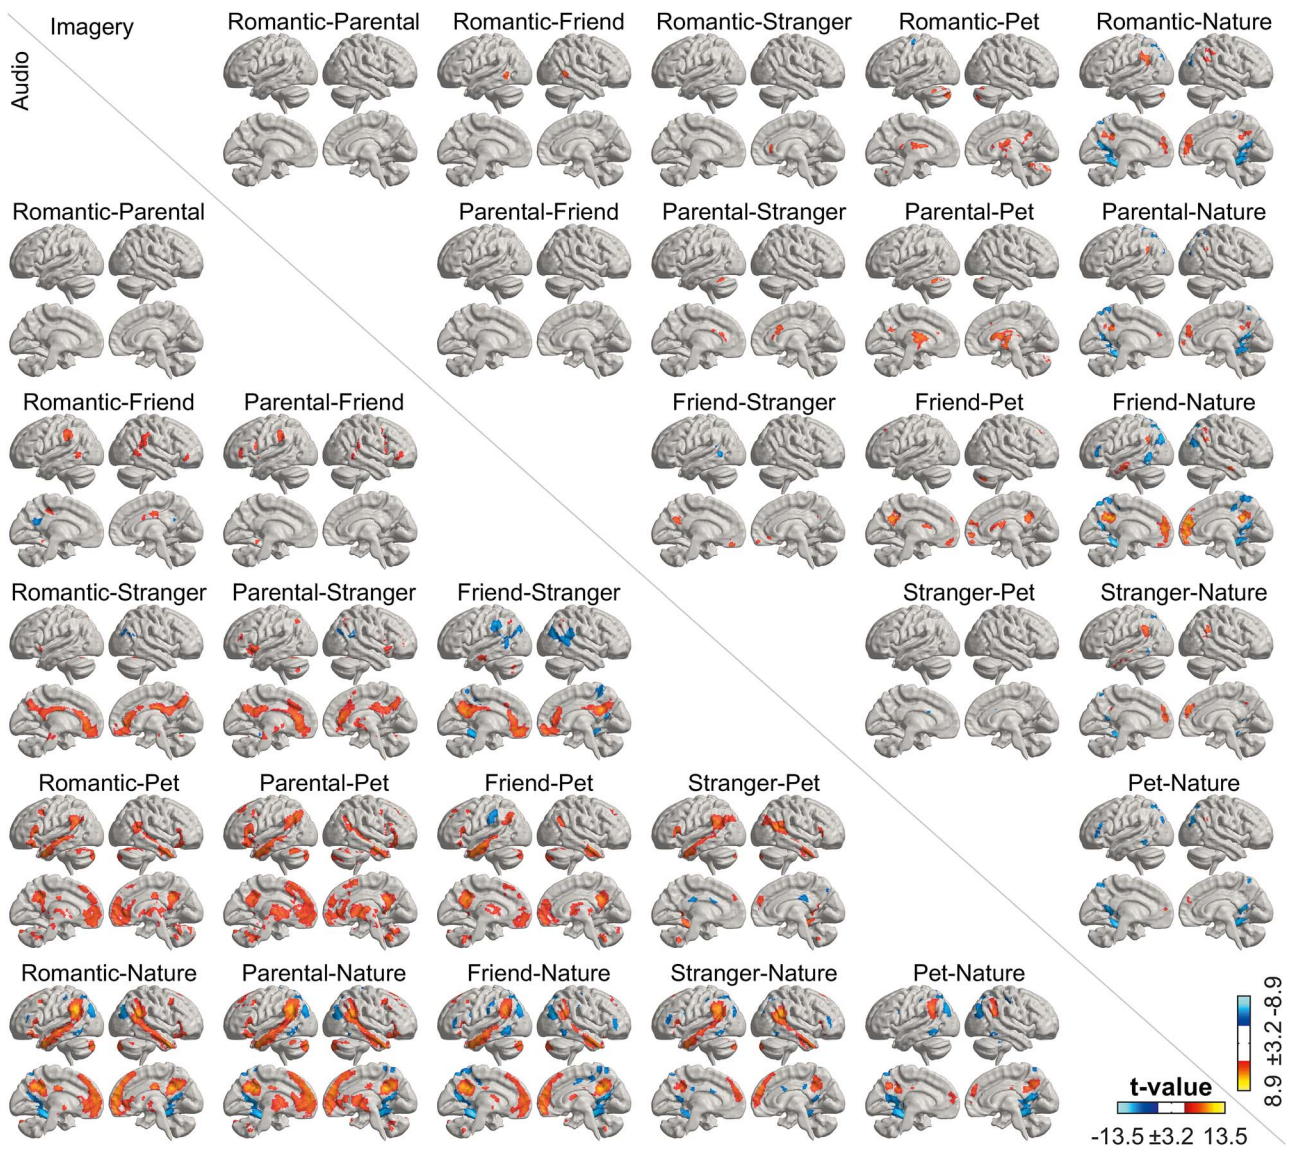 Imagery
Audio
Romantic-Parental Romantic-Friend Romantic-Stranger Romantic-Pet Romantic-Nature
Romantic-Parental Parental-Friend Parental-Stranger Parental-Pet Parental-Nature
Romantic-Friend Parental-Friend Friend-Stranger Friend-Pet Friend-Nature
Romantic-Stranger Parental-Stranger Friend-Stranger Stranger-Pet Stranger-Nature
Romantic-Pet Parental-Pet Friend-Pet Stranger-Pet Pet-Nature
Romantic-Nature Parental-Nature Friend-Nature Stranger-Nature Pet-Nature
8.9 ±3.2 -8.9
t-value
-13.5 ±3.2 13.5